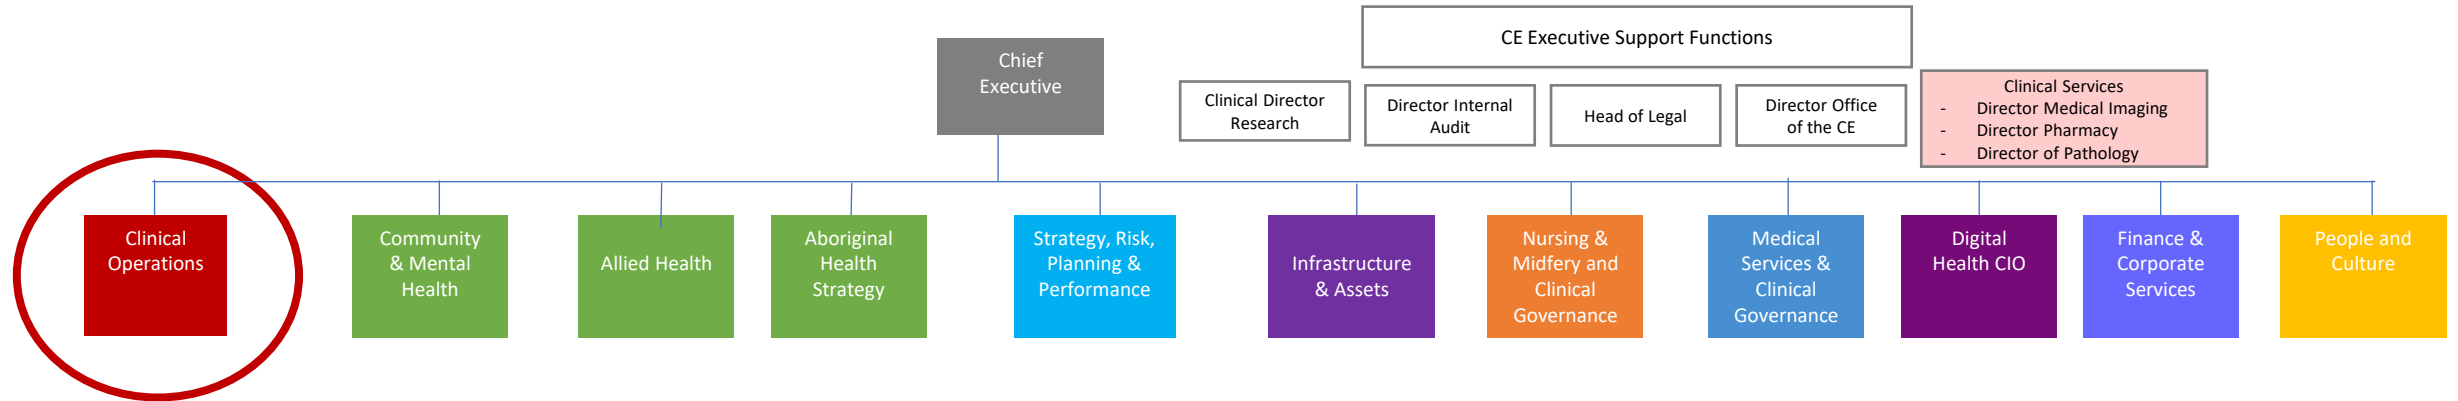 CE Executive Support Functions
Chief
Executive
Clinical Director
Research
Director Internal
Audit
Head of Legal
Director Office
of the CE
Clinical Services
- Director Medical Imaging
- Director Pharmacy
- Director of Pathology
Clinical
Operations
Community
& Mental
Health
Allied Health
Aboriginal
Health
Strategy
Strategy, Risk,
Planning &
Performance
Infrastructure
& Assets
Nursing &
Midfery and
Clinical
Governance
Medical
Services &
Clinical
Governance
Digital
Health CIO
Finance &
Corporate
Services
People and
Culture